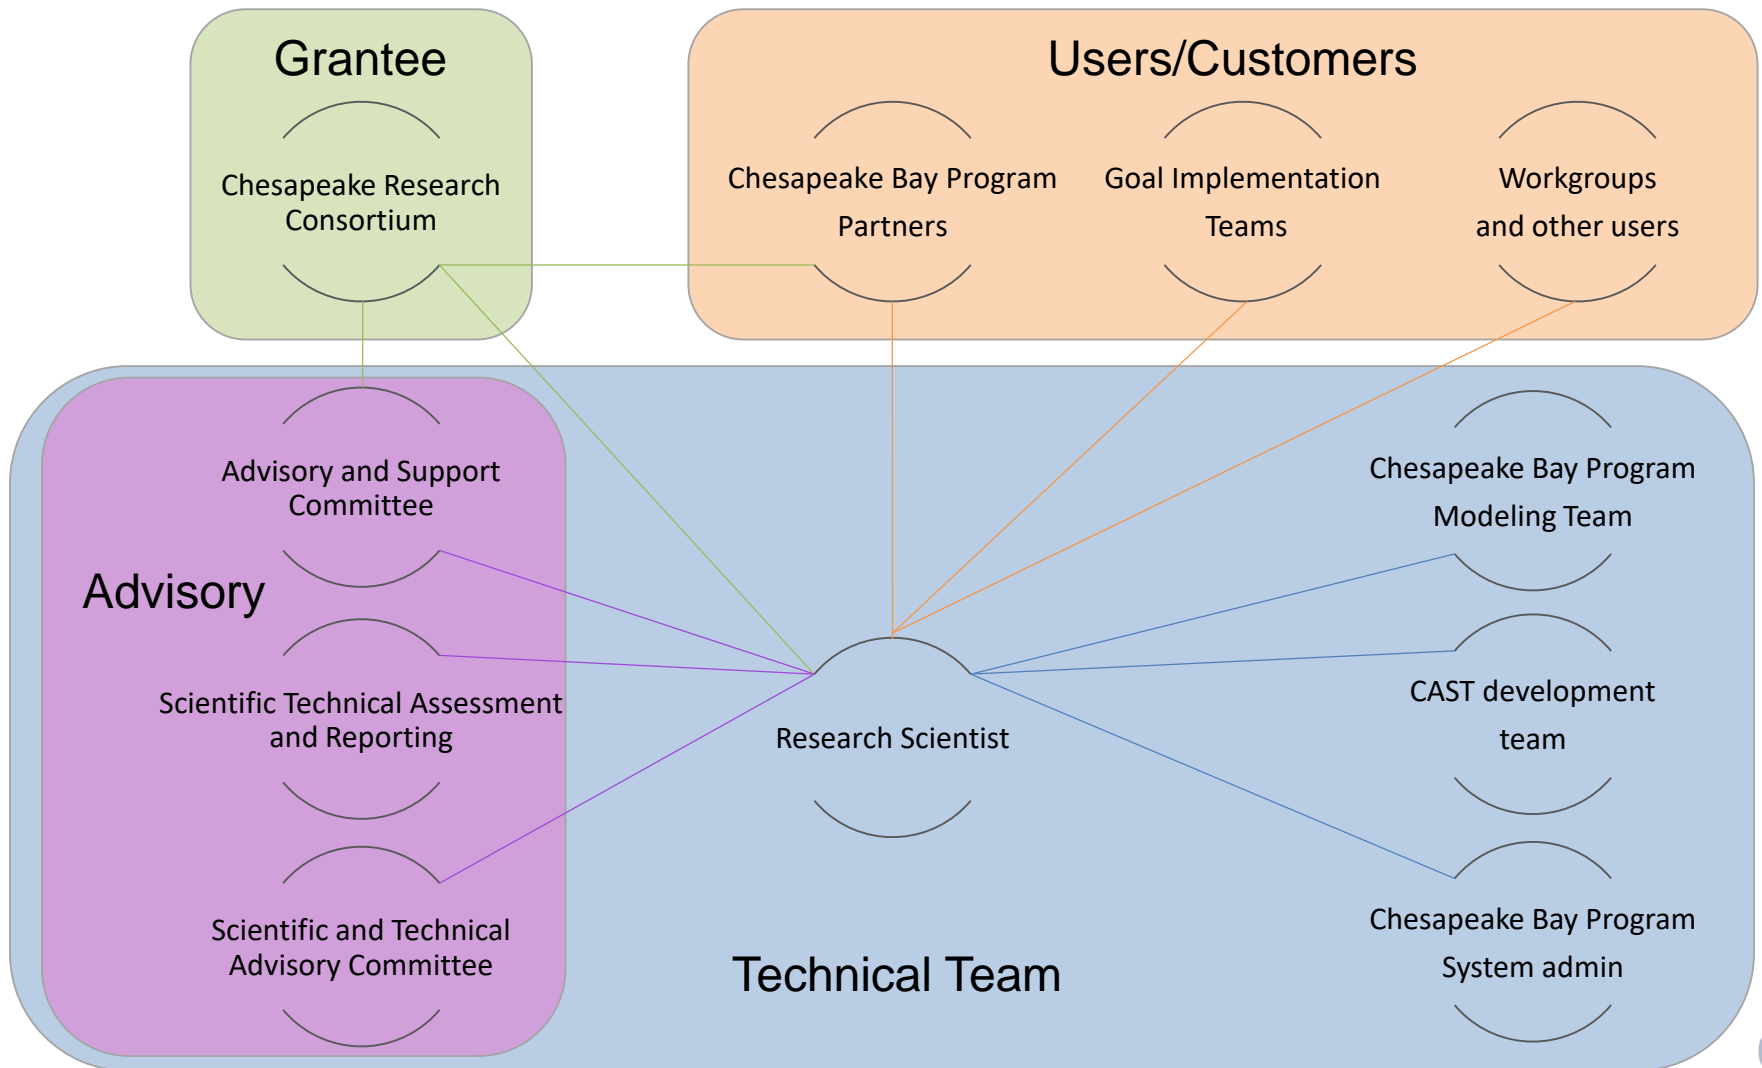 Grantee
Chesapeake Research
Consortium
Users/Customers
Chesapeake Bay Program
Partners
Goal Implementation
Teams
Workgroups
and other users
Advisory
Advisory and Support
Committee
Scientific Technical Assessment
and Reporting
Scientific and Technical
Advisory Committee
Research Scientist
Technical Team
Chesapeake Bay Program
Modeling Team
CAST development
team
Chesapeake Bay Program
System admin